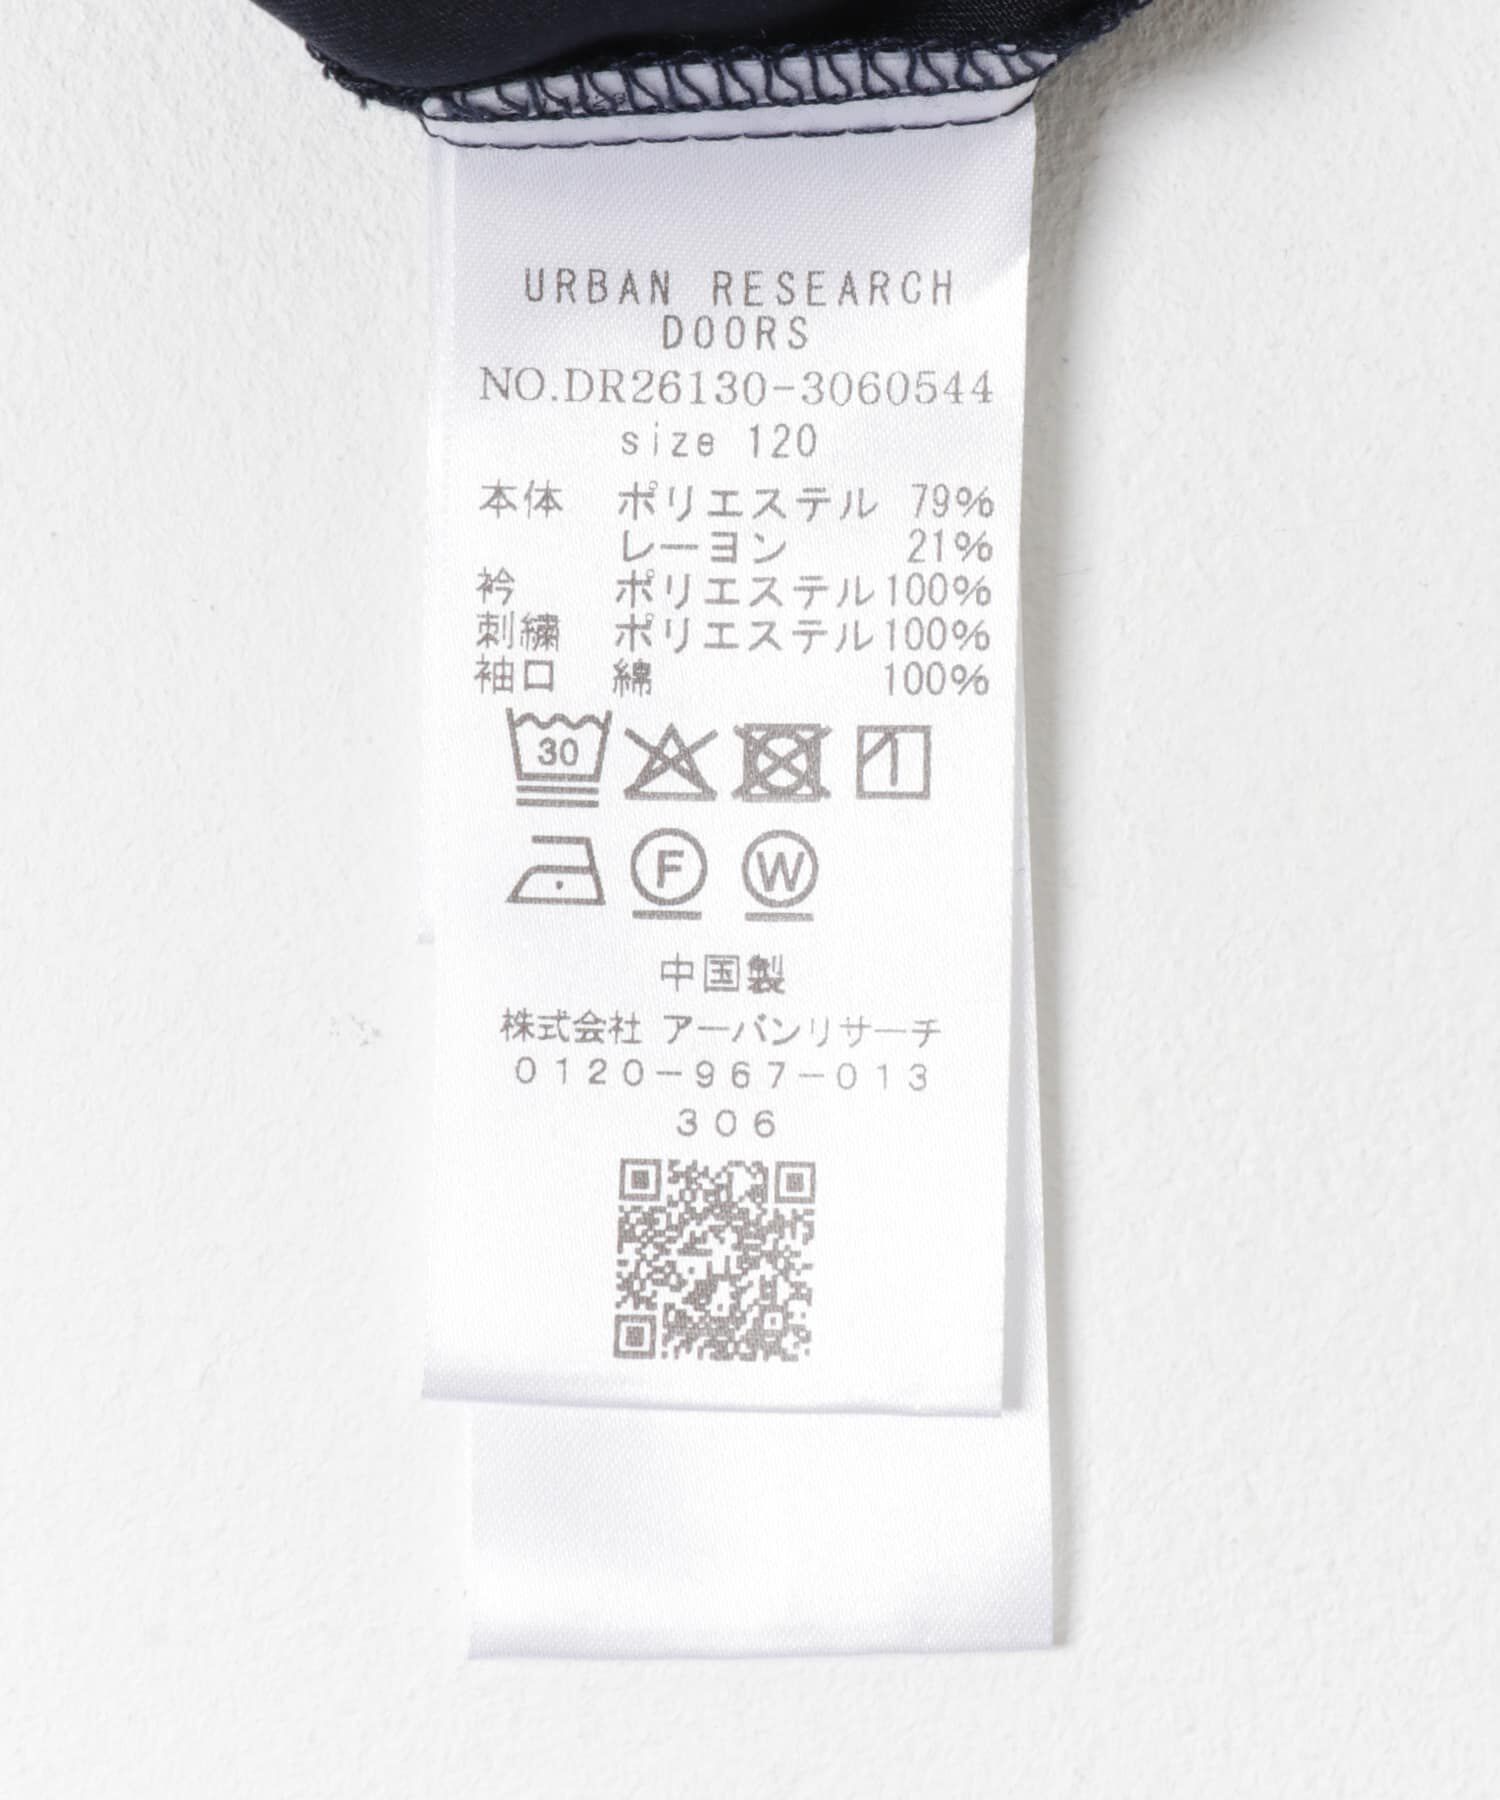 URBAN RESEARCH
DOORS
NO.DR26130-3060544
size 120
本体 ポリエステル 79%
レーヨン 21%
衿 ポリエステル100%
刺繍 ポリエステル100%
袖口 綿 100%
30
F W
中国製
株式会社 アーバンリサーチ
0120-967-013
306